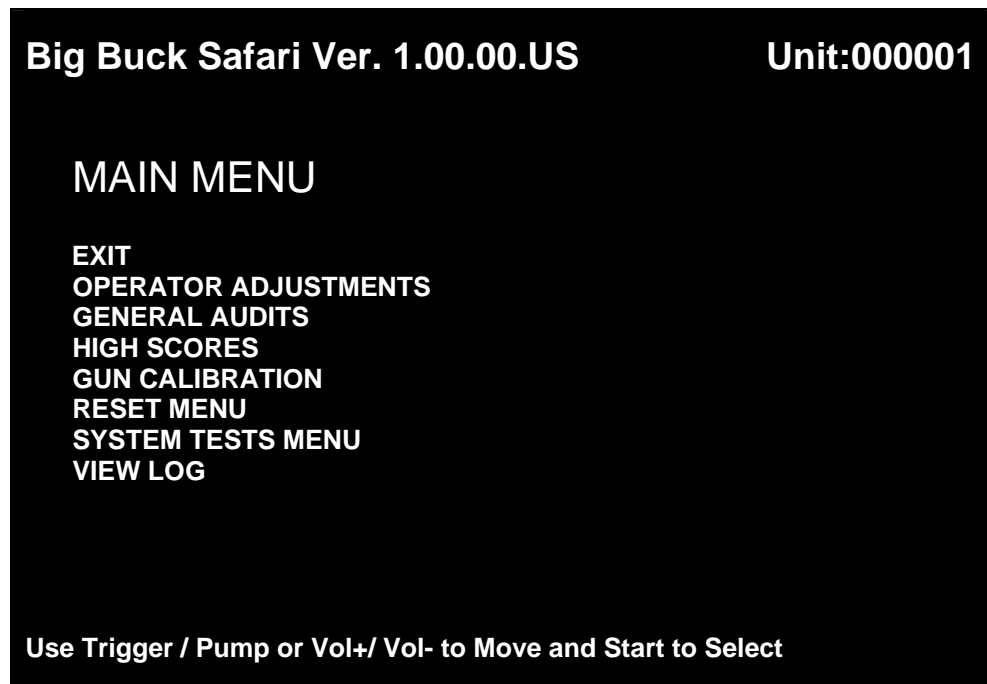 Big Buck Safari Ver. 1.00.00.US Unit:000001
MAIN MENU
EXIT
OPERATOR ADJUSTMENTS
GENERAL AUDITS
HIGH SCORES
GUN CALIBRATION
RESET MENU
SYSTEM TESTS MENU
VIEW LOG
Use Trigger / Pump or Vol+/ Vol- to Move and Start to Select